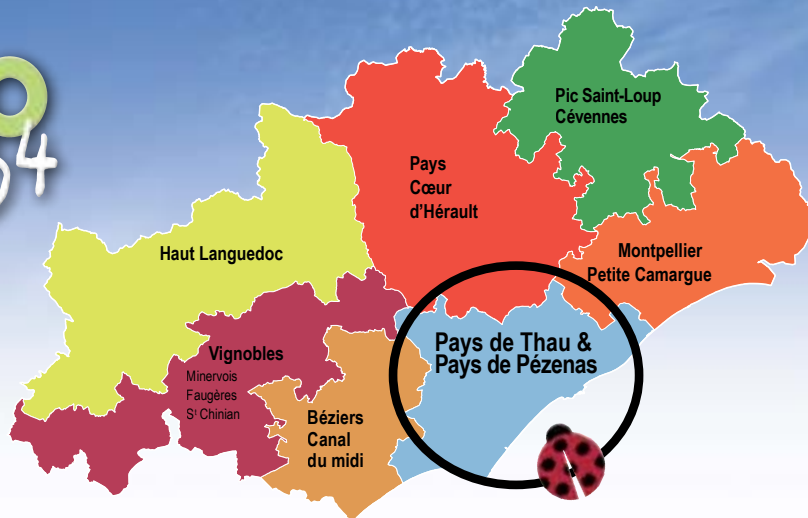 Pic Saint-Loup
Cévennes
Pays
Cœur
d'Hérault
Haut Languedoc
Montpellier
Petite Camargue
Pays de Thau &
Pays de Pézenas
Vignobles
Minervois
Faugères
Sᵗ Chinian
Béziers
Canal
du midi